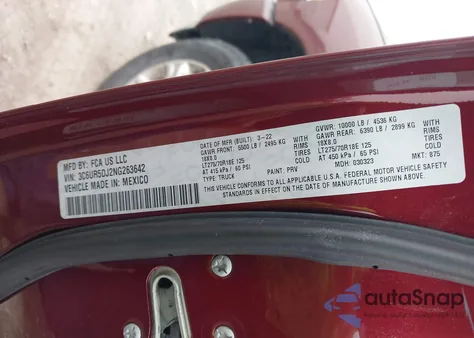 MFD BY: FCA US LLC
DATE OF MFR (BUILT): 3-22
GVWR: 10000 LB / 4536 KG
GAWR FRONT: 5500 LB / 2495 KG
WITH
GAWR REAR: 6390 LB / 2899 KG
WITH
18X8.0
RIMS
18X8.0
RIMS
LT275/70R18E 125
TIRES
LT275/70R18E 125
TIRES
AT 415 kPa / 60 PSI
COLD
AT 450 kPa / 65 PSI
COLD
VIN: 3C6UR5DJ2NG263642
TYPE: TRUCK
PAINT: PRV
MDH: 030323
MKT: 875
VEHICLE MADE IN: MEXICO
THIS VEHICLE CONFORMS TO ALL APPLICABLE U.S.A. FEDERAL MOTOR VEHICLE SAFETY
STANDARDS IN EFFECT ON THE DATE OF MANUFACTURE SHOWN ABOVE.
autoSnap